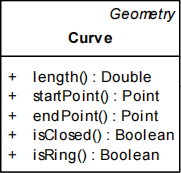 Geometry
Curve
+ length() : Double
+ startPoint() : Point
+ endPoint() : Point
+ isClosed() : Boolean
+ isRing() : Boolean